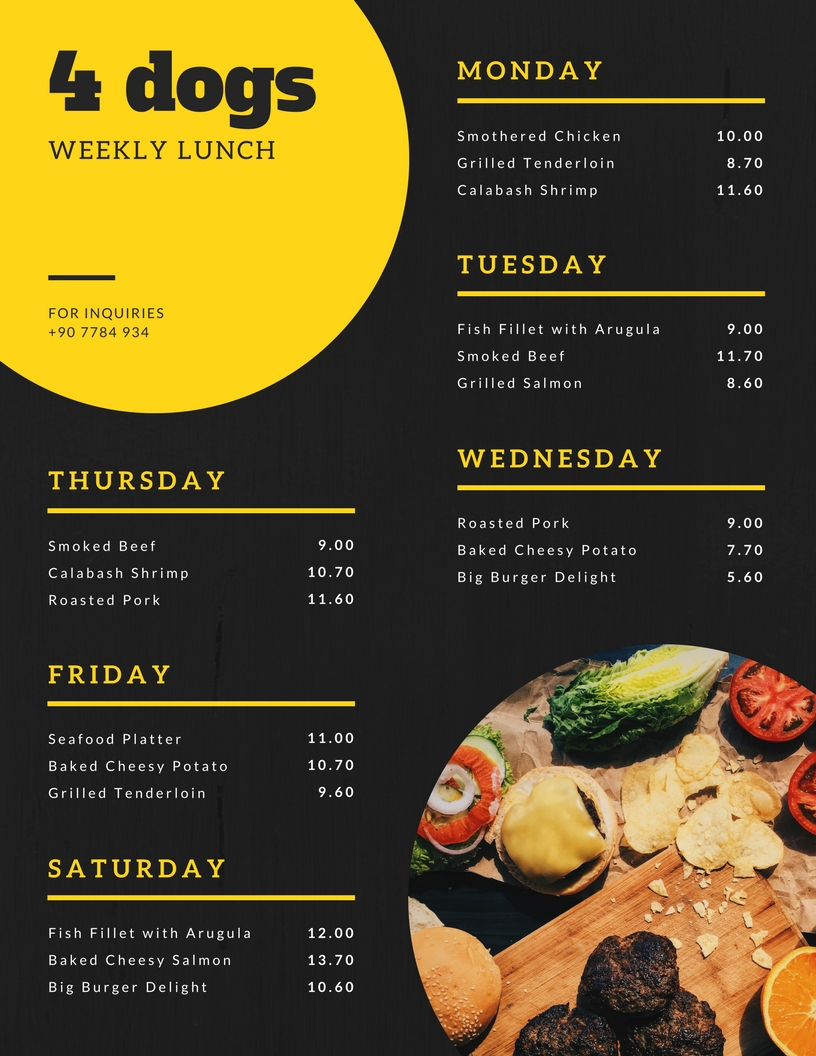 4 dogs
WEEKLY LUNCH
FOR INQUIRIES
+90 7784 934
MONDAY
Smothered Chicken 10.00
Grilled Tenderloin 8.70
Calabash Shrimp 11.60
TUESDAY
Fish Fillet with Arugula 9.00
Smoked Beef 11.70
Grilled Salmon 8.60
WEDNESDAY
Roasted Pork 9.00
Baked Cheesy Potato 7.70
Big Burger Delight 5.60
THURSDAY
Smoked Beef 9.00
Calabash Shrimp 10.70
Roasted Pork 11.60
FRIDAY
Seafood Platter 11.00
Baked Cheesy Potato 10.70
Grilled Tenderloin 9.60
SATURDAY
Fish Fillet with Arugula 12.00
Baked Cheesy Salmon 13.70
Big Burger Delight 10.60